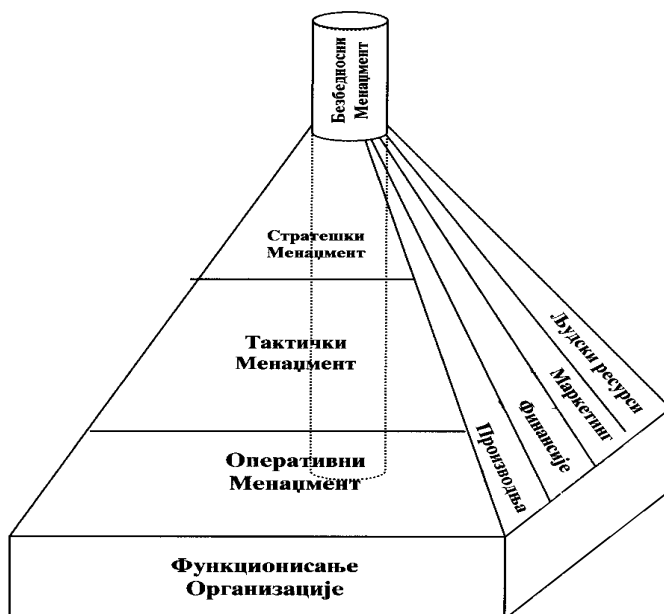 Безбедносни
Менаџмент
Стратешки
Менаџмент
Тактички
Менаџмент
Оперативни
Менаџмент
Функционисање
Организације
Производња
Финансије
Маркетинг
Људски ресурси